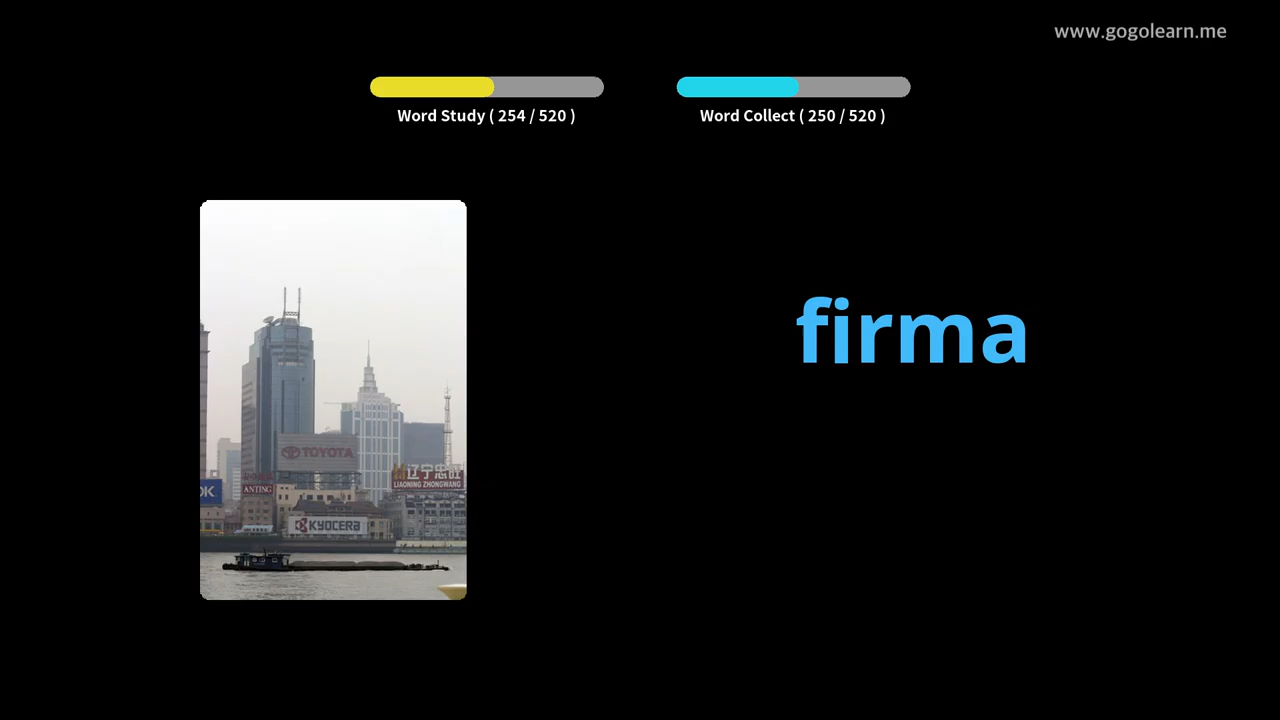 www.gogolearn.me
Word Study ( 254 / 520 )
Word Collect ( 250 / 520 )
firma
TOYOTA
辽宁忠旺
LIAONING ZHONGWANG
ANTING
OK
KYOCERA